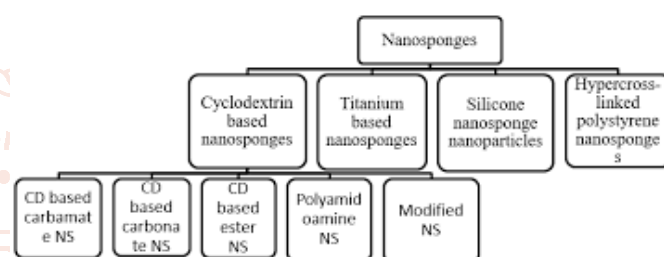 Nanosponges
Cyclodextrin
based
nanosponges
Titanium
based
nanosponges
Silicone
nanosponge
nanoparticles
Hypercross-
linked
polystyrene
nanosponge
s
CD based
carbamat
e NS
CD
based
carbona
te NS
CD
based
ester
NS
Polyamid
oamine
NS
Modified
NS